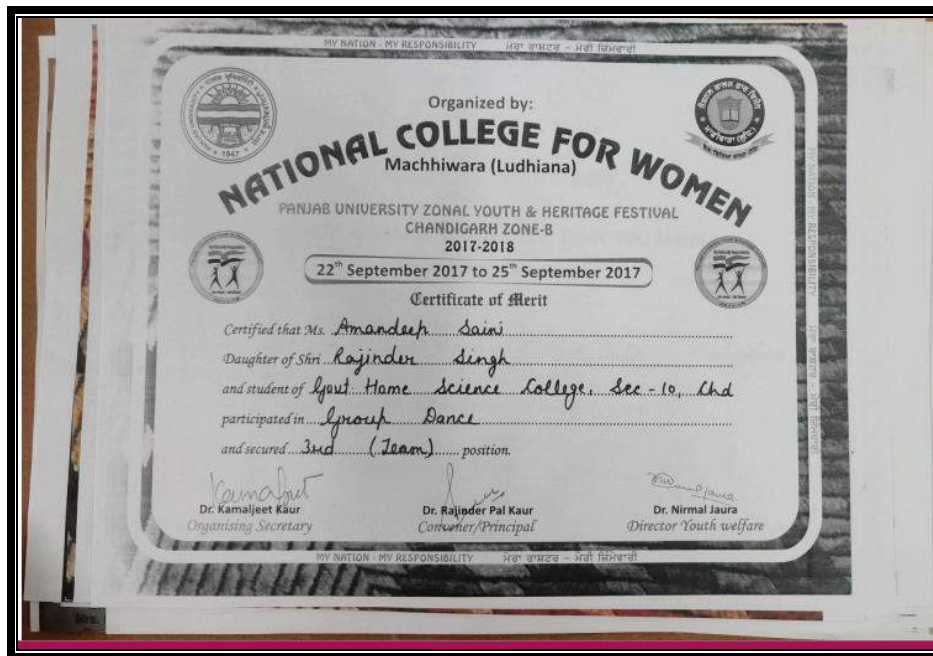 MY NATION - MY RESPONSIBILITY ਮੇਰਾ ਰਾਸ਼ਟਰ - ਮੇਰੀ ਜ਼ਿੰਮੇਵਾਰੀ
Organized by:
NATIONAL COLLEGE FOR WOMEN
Machhiwara (Ludhiana)
PANJAB UNIVERSITY ZONAL YOUTH & HERITAGE FESTIVAL
CHANDIGARH ZONE-B
2017-2018
22th September 2017 to 25th September 2017
Certificate of Merit
Certified that Ms. Amandeep Saini
Daughter of Shri Rajinder Singh
and student of Govt. Home Science College, Sec-10, Chd
participated in Group Dance
and secured 3rd (Team) position.
Dr. Kamaljeet Kaur
Organising Secretary
Dr. Rajinder Pal Kaur
Convener/Principal
Dr. Nirmal Jaura
Director Youth welfare
MY NATION - MY RESPONSIBILITY ਮੇਰਾ ਰਾਸ਼ਟਰ - ਮੇਰੀ ਜ਼ਿੰਮੇਵਾਰੀ
1947